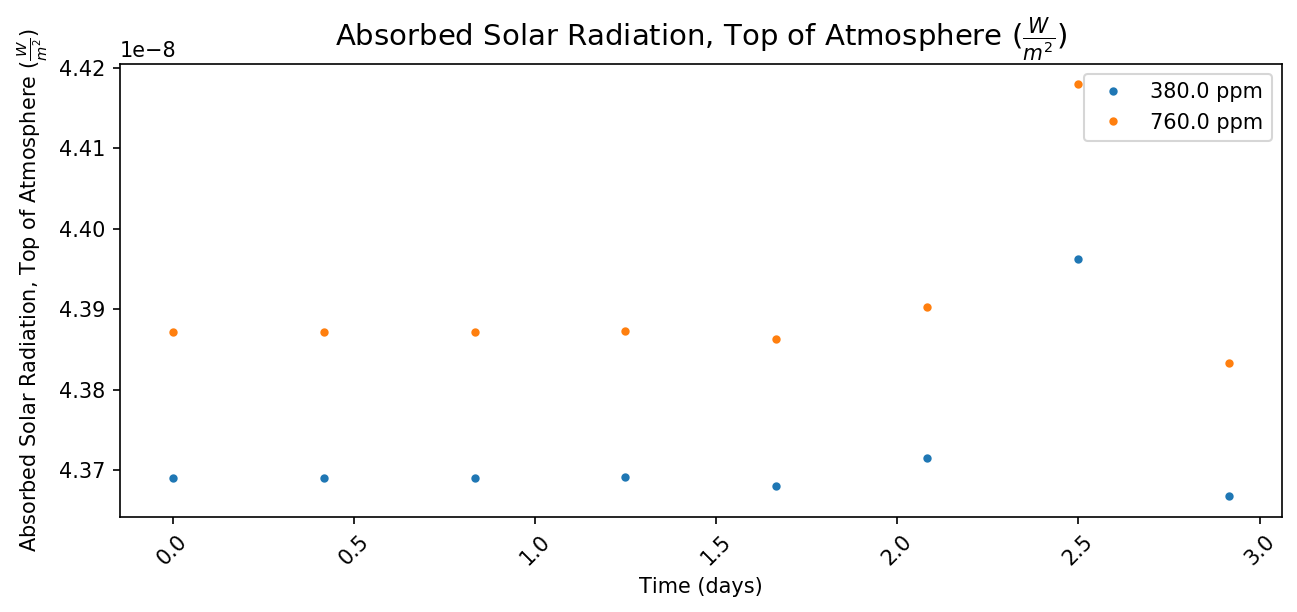 Absorbed Solar Radiation, Top of Atmosphere (W/m²)
1e−8
Absorbed Solar Radiation, Top of Atmosphere (W/m²)
4.42
4.41
4.40
4.39
4.38
4.37
380.0 ppm
760.0 ppm
0.0
0.5
1.0
1.5
2.0
2.5
3.0
Time (days)